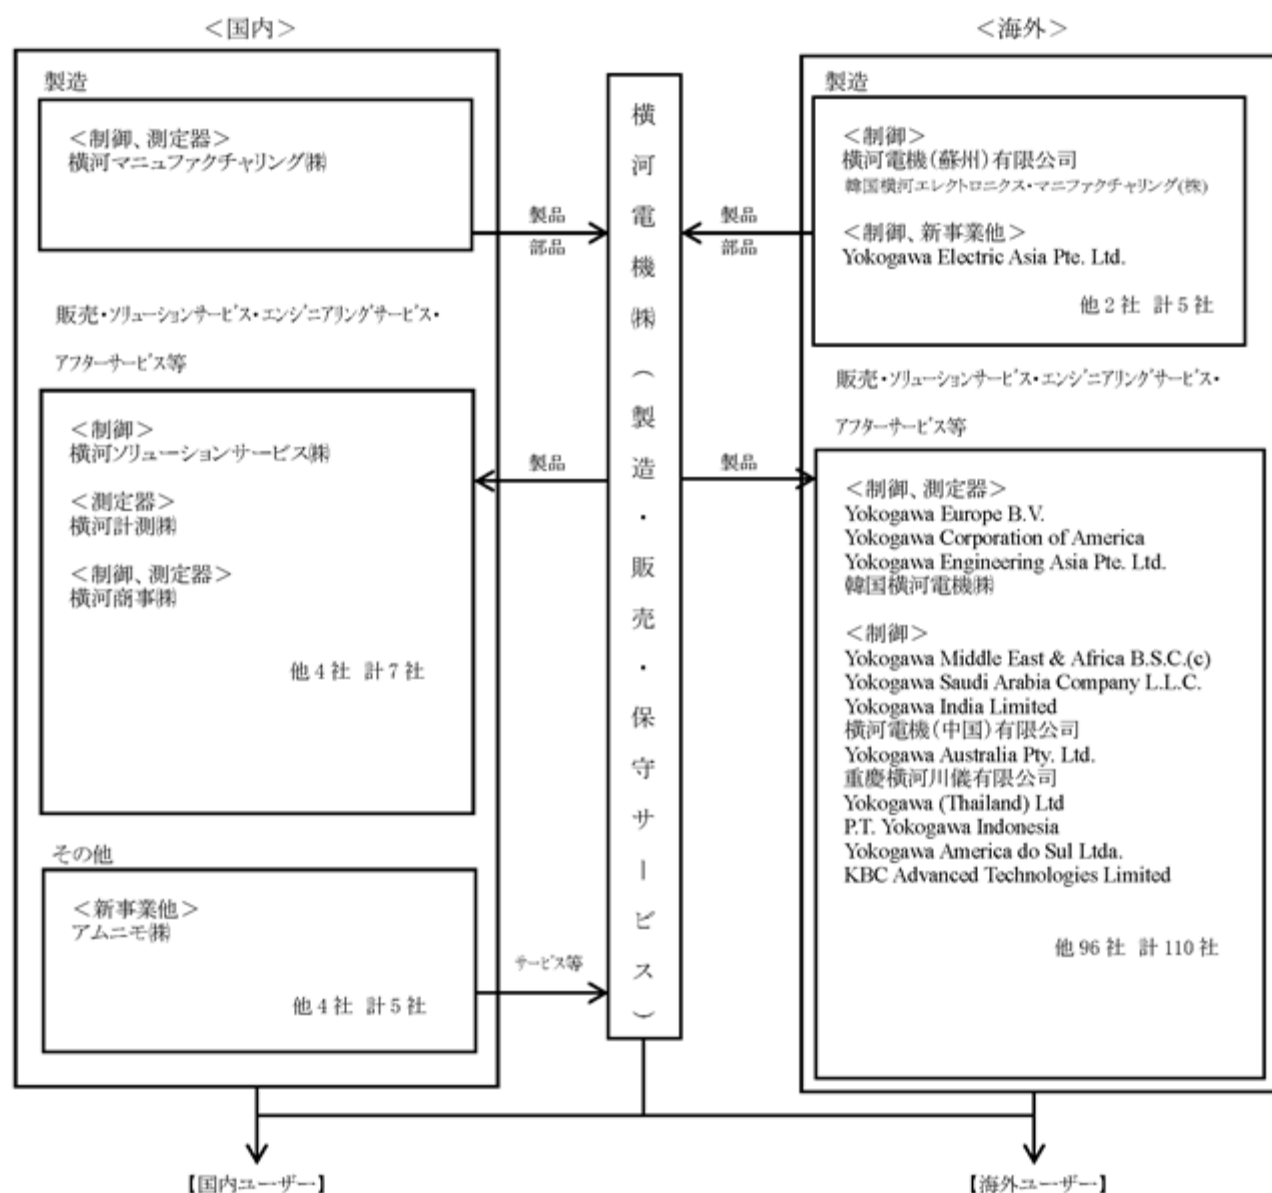 ＜国内＞
製造
＜制御、測定器＞
横河マニュファクチャリング㈱
製品
部品
販売・ソリューションサービス・エンジニアリングサービス・
アフターサービス等
＜制御＞
横河ソリューションサービス㈱
＜測定器＞
横河計測㈱
＜制御、測定器＞
横河商事㈱
他4社 計7社
製品
その他
＜新事業他＞
アムニモ㈱
他4社 計5社
サービス等
横河電機㈱（製造・販売・保守サービス）
＜海外＞
製造
＜制御＞
横河電機（蘇州）有限公司
韓国横河エレクトロニクス・マニファクチャリング(株)
＜制御、新事業他＞
Yokogawa Electric Asia Pte. Ltd.
他2社 計5社
製品
部品
販売・ソリューションサービス・エンジニアリングサービス・
アフターサービス等
製品
＜制御、測定器＞
Yokogawa Europe B.V.
Yokogawa Corporation of America
Yokogawa Engineering Asia Pte. Ltd.
韓国横河電機㈱
＜制御＞
Yokogawa Middle East & Africa B.S.C.(c)
Yokogawa Saudi Arabia Company L.L.C.
Yokogawa India Limited
横河電機（中国）有限公司
Yokogawa Australia Pty. Ltd.
重慶横河川儀有限公司
Yokogawa (Thailand) Ltd
P.T. Yokogawa Indonesia
Yokogawa America do Sul Ltda.
KBC Advanced Technologies Limited
他96社 計110社
【国内ユーザー】
【海外ユーザー】